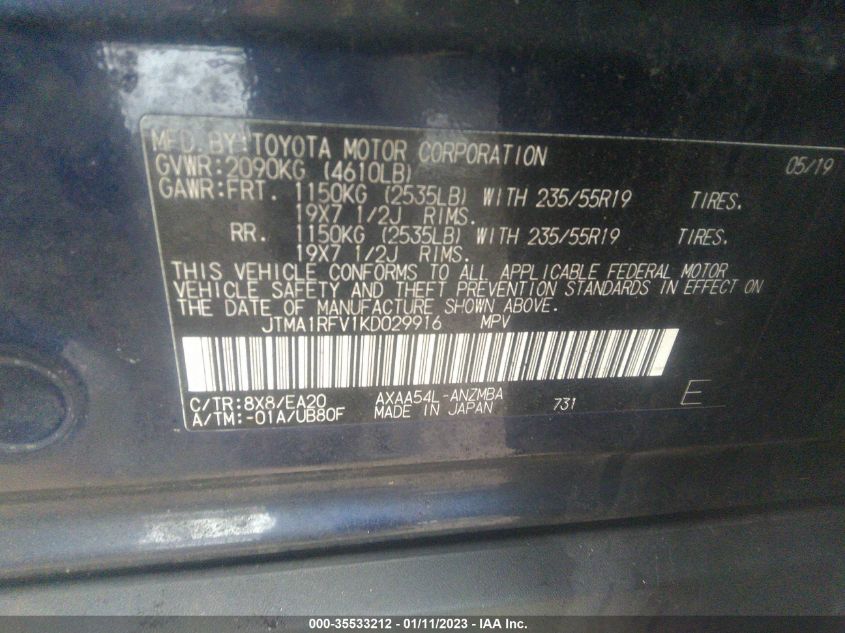 MFD. BY: TOYOTA MOTOR CORPORATION 05/19
GVWR: 2090KG (4610LB)
GAWR: FRT. 1150KG (2535LB) WITH 235/55R19 TIRES.
19X7 1/2J RIMS.
RR. 1150KG (2535LB) WITH 235/55R19 TIRES.
19X7 1/2J RIMS.
THIS VEHICLE CONFORMS TO ALL APPLICABLE FEDERAL MOTOR
VEHICLE SAFETY AND THEFT PREVENTION STANDARDS IN EFFECT ON
THE DATE OF MANUFACTURE SHOWN ABOVE.
JTMA1RFV1KD029916 MPV
C/TR: 8X8/EA20 AXAA54L-ANZMBA
A/TM: -01A/UB80F MADE IN JAPAN 731 E
000-35533212 - 01/11/2023 - IAA Inc.